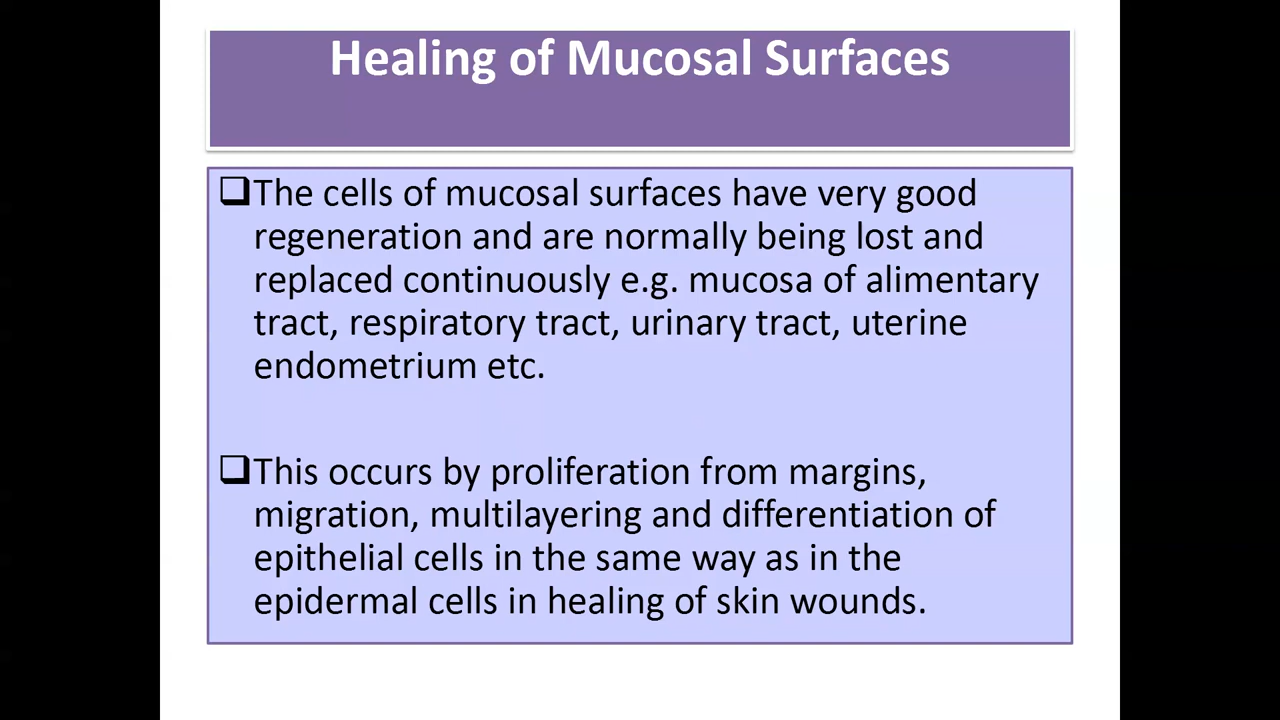 Healing of Mucosal Surfaces
❑The cells of mucosal surfaces have very good
regeneration and are normally being lost and
replaced continuously e.g. mucosa of alimentary
tract, respiratory tract, urinary tract, uterine
endometrium etc.
❑This occurs by proliferation from margins,
migration, multilayering and differentiation of
epithelial cells in the same way as in the
epidermal cells in healing of skin wounds.